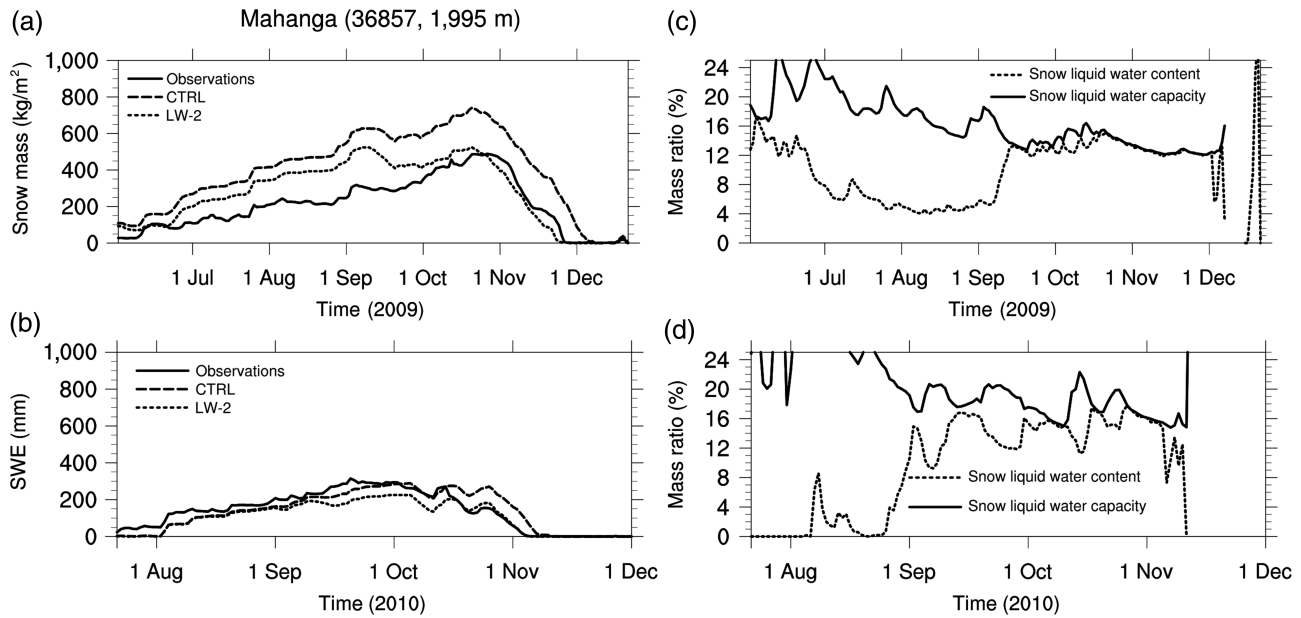 Mahanga (36857, 1,995 m)
(a)
Snow mass (kg/m²)
1,000
800
600
400
200
0
Observations
CTRL
LW-2
1 Jul
1 Aug
1 Sep
1 Oct
1 Nov
1 Dec
Time (2009)
(c)
Mass ratio (%)
24
20
16
12
8
4
0
Snow liquid water content
Snow liquid water capacity
1 Jul
1 Aug
1 Sep
1 Oct
1 Nov
1 Dec
Time (2009)
(b)
SWE (mm)
1,000
800
600
400
200
0
Observations
CTRL
LW-2
1 Aug
1 Sep
1 Oct
1 Nov
1 Dec
Time (2010)
(d)
Mass ratio (%)
24
20
16
12
8
4
0
Snow liquid water content
Snow liquid water capacity
1 Aug
1 Sep
1 Oct
1 Nov
1 Dec
Time (2010)